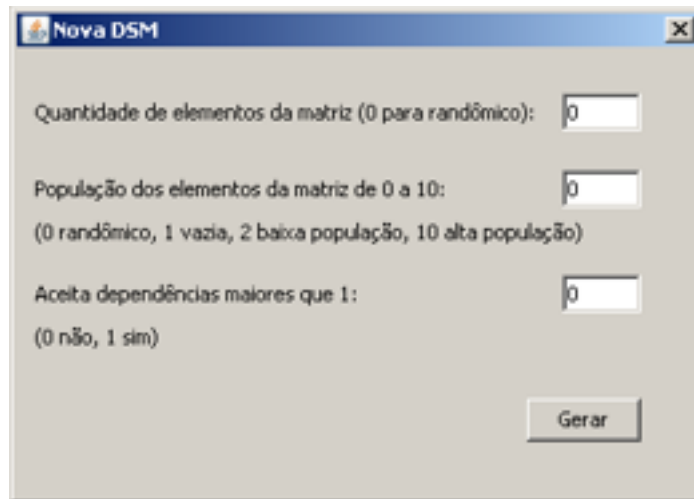 Nova DSM
Quantidade de elementos da matriz (0 para randômico): 0
População dos elementos da matriz de 0 a 10: 0
(0 randômico, 1 vazia, 2 baixa população, 10 alta população)
Aceita dependências maiores que 1: 0
(0 não, 1 sim)
Gerar